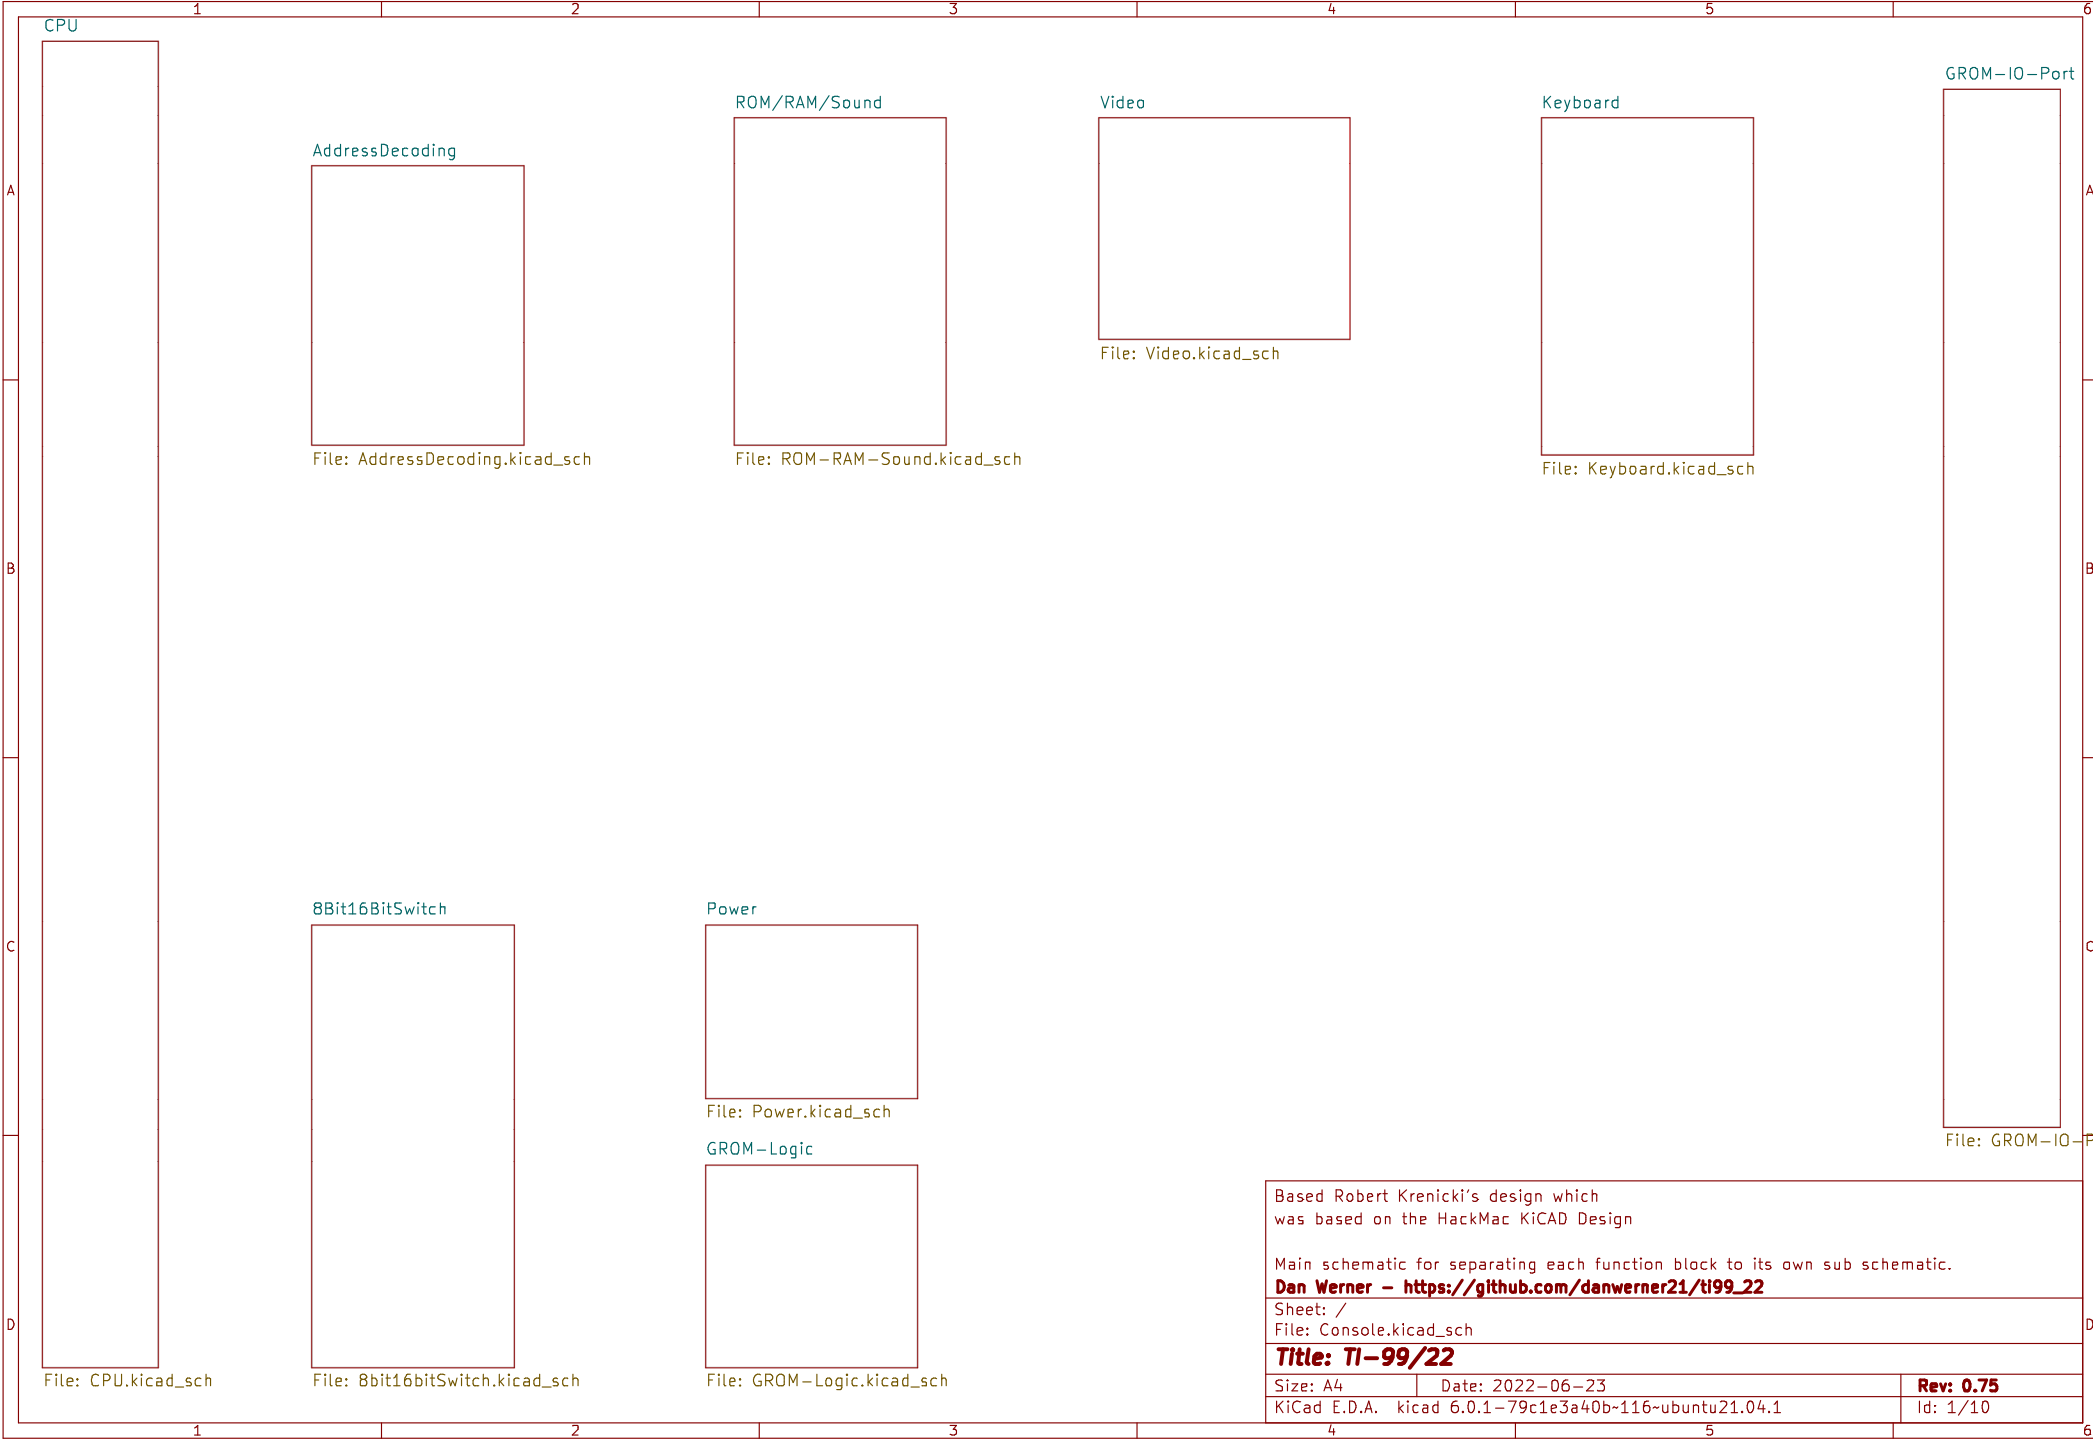 1 2 3 4 5 6
CPU
GROM-IO-Port
ROM/RAM/Sound
Video
Keyboard
AddressDecoding
A A
File: Video.kicad_sch
File: AddressDecoding.kicad_sch
File: ROM-RAM-Sound.kicad_sch
File: Keyboard.kicad_sch
B B
8Bit16BitSwitch
Power
C C
File: Power.kicad_sch
File: GROM-IO-P
GROM-Logic
Based Robert Krenicki's design which
was based on the HackMac KiCAD Design
Main schematic for separating each function block to its own sub schematic.
Dan Werner - https://github.com/danwerner21/ti99_22
Sheet: /
File: Console.kicad_sch
D D
Title: TI-99/22
File: CPU.kicad_sch
File: 8bit16bitSwitch.kicad_sch
File: GROM-Logic.kicad_sch
Size: A4
Date: 2022-06-23
Rev: 0.75
KiCad E.D.A. kicad 6.0.1-79c1e3a40b~116~ubuntu21.04.1
Id: 1/10
1 2 3 4 5 6